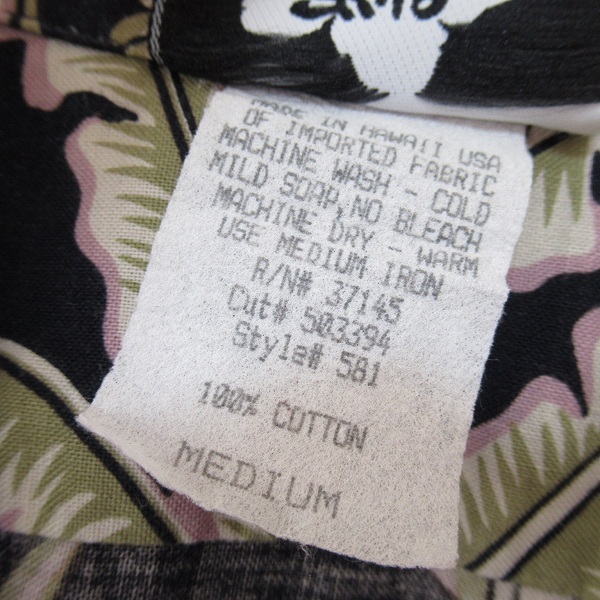 MADE IN HAWAII USA
OF IMPORTED FABRIC
MACHINE WASH - COLD
MILD SOAP, NO BLEACH
MACHINE DRY - WARM
USE MEDIUM IRON
R/N# 37145
Cut# 503394
Style# 581
100% COTTON
MEDIUM